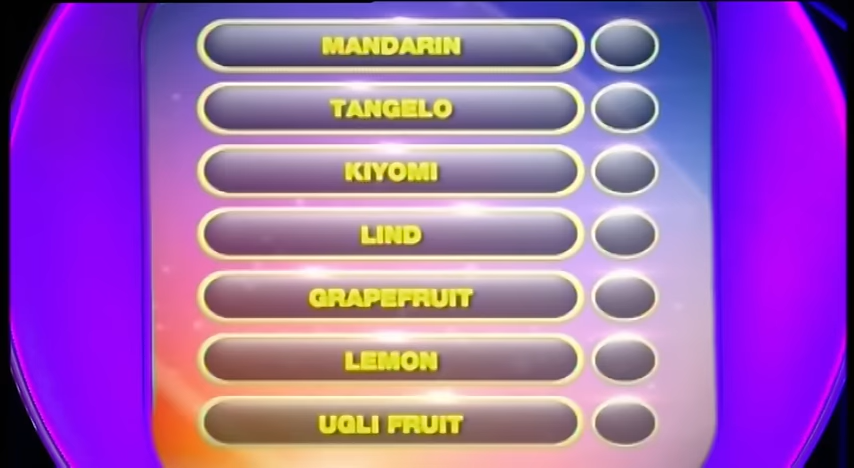 MANDARIN
TANGELO
KIYOMI
LIND
GRAPEFRUIT
LEMON
UGLI FRUIT